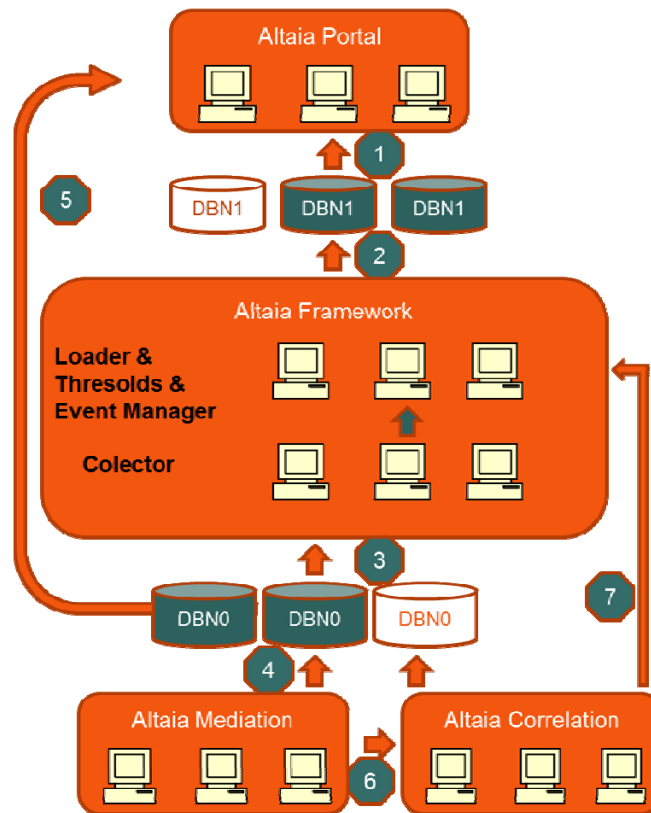 Altaia Portal
1
5
DBN1
DBN1
DBN1
2
Altaia Framework
Loader &
Thresolds &
Event Manager
Colector
3
7
DBN0
DBN0
DBN0
4
Altaia Mediation
Altaia Correlation
6